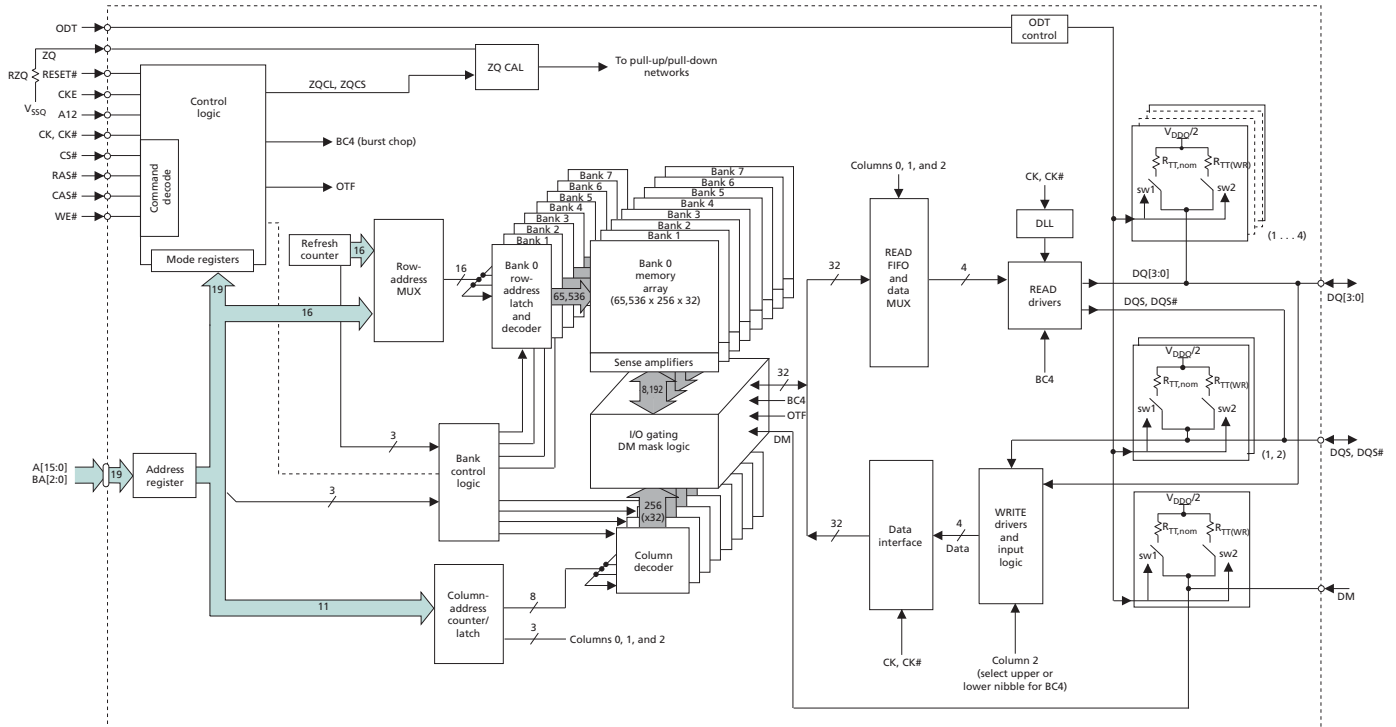 ODT
ODT
control
ZQ
RZQ
RESET#
ZQ CAL
To pull-up/pull-down
networks
CKE
ZQCL, ZQCS
VSSQ
A12
Control
logic
CK, CK#
BC4 (burst chop)
CS#
RAS#
Command
decode
OTF
CAS#
WE#
Mode registers
Refresh
counter
16
Row-
address
MUX
16
19
16
Bank 7
Bank 6
Bank 5
Bank 4
Bank 3
Bank 2
Bank 1
Bank 0
row-
address
latch
and
decoder
65,536
Bank 7
Bank 6
Bank 5
Bank 4
Bank 3
Bank 2
Bank 1
Bank 0
memory
array
(65,536 x 256 x 32)
Sense amplifiers
8,192
I/O gating
DM mask logic
32
BC4
OTF
DM
256
(x32)
Column
decoder
3
Bank
control
logic
3
A[15:0]
BA[2:0]
19
Address
register
11
Column-
address
counter/
latch
8
3
Columns 0, 1, and 2
Columns 0, 1, and 2
32
READ
FIFO
and
data
MUX
4
CK, CK#
DLL
READ
drivers
BC4
DQ[3:0]
DQS, DQS#
32
Data
interface
CK, CK#
4
Data
WRITE
drivers
and
input
logic
Column 2
(select upper or
lower nibble for BC4)
VDDQ/2
RTT,nom
RTT(WR)
sw1
sw2
(1 . . . 4)
DQ[3:0]
VDDQ/2
RTT,nom
RTT(WR)
sw1
sw2
(1, 2)
DQS, DQS#
VDDQ/2
RTT,nom
RTT(WR)
sw1
sw2
DM